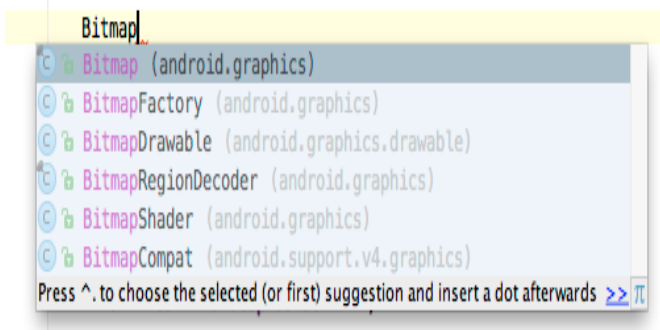 Bitmap
Bitmap (android.graphics)
BitmapFactory (android.graphics)
BitmapDrawable (android.graphics.drawable)
BitmapRegionDecoder (android.graphics)
BitmapShader (android.graphics)
BitmapCompat (android.support.v4.graphics)
Press ^. to choose the selected (or first) suggestion and insert a dot afterwards >> π